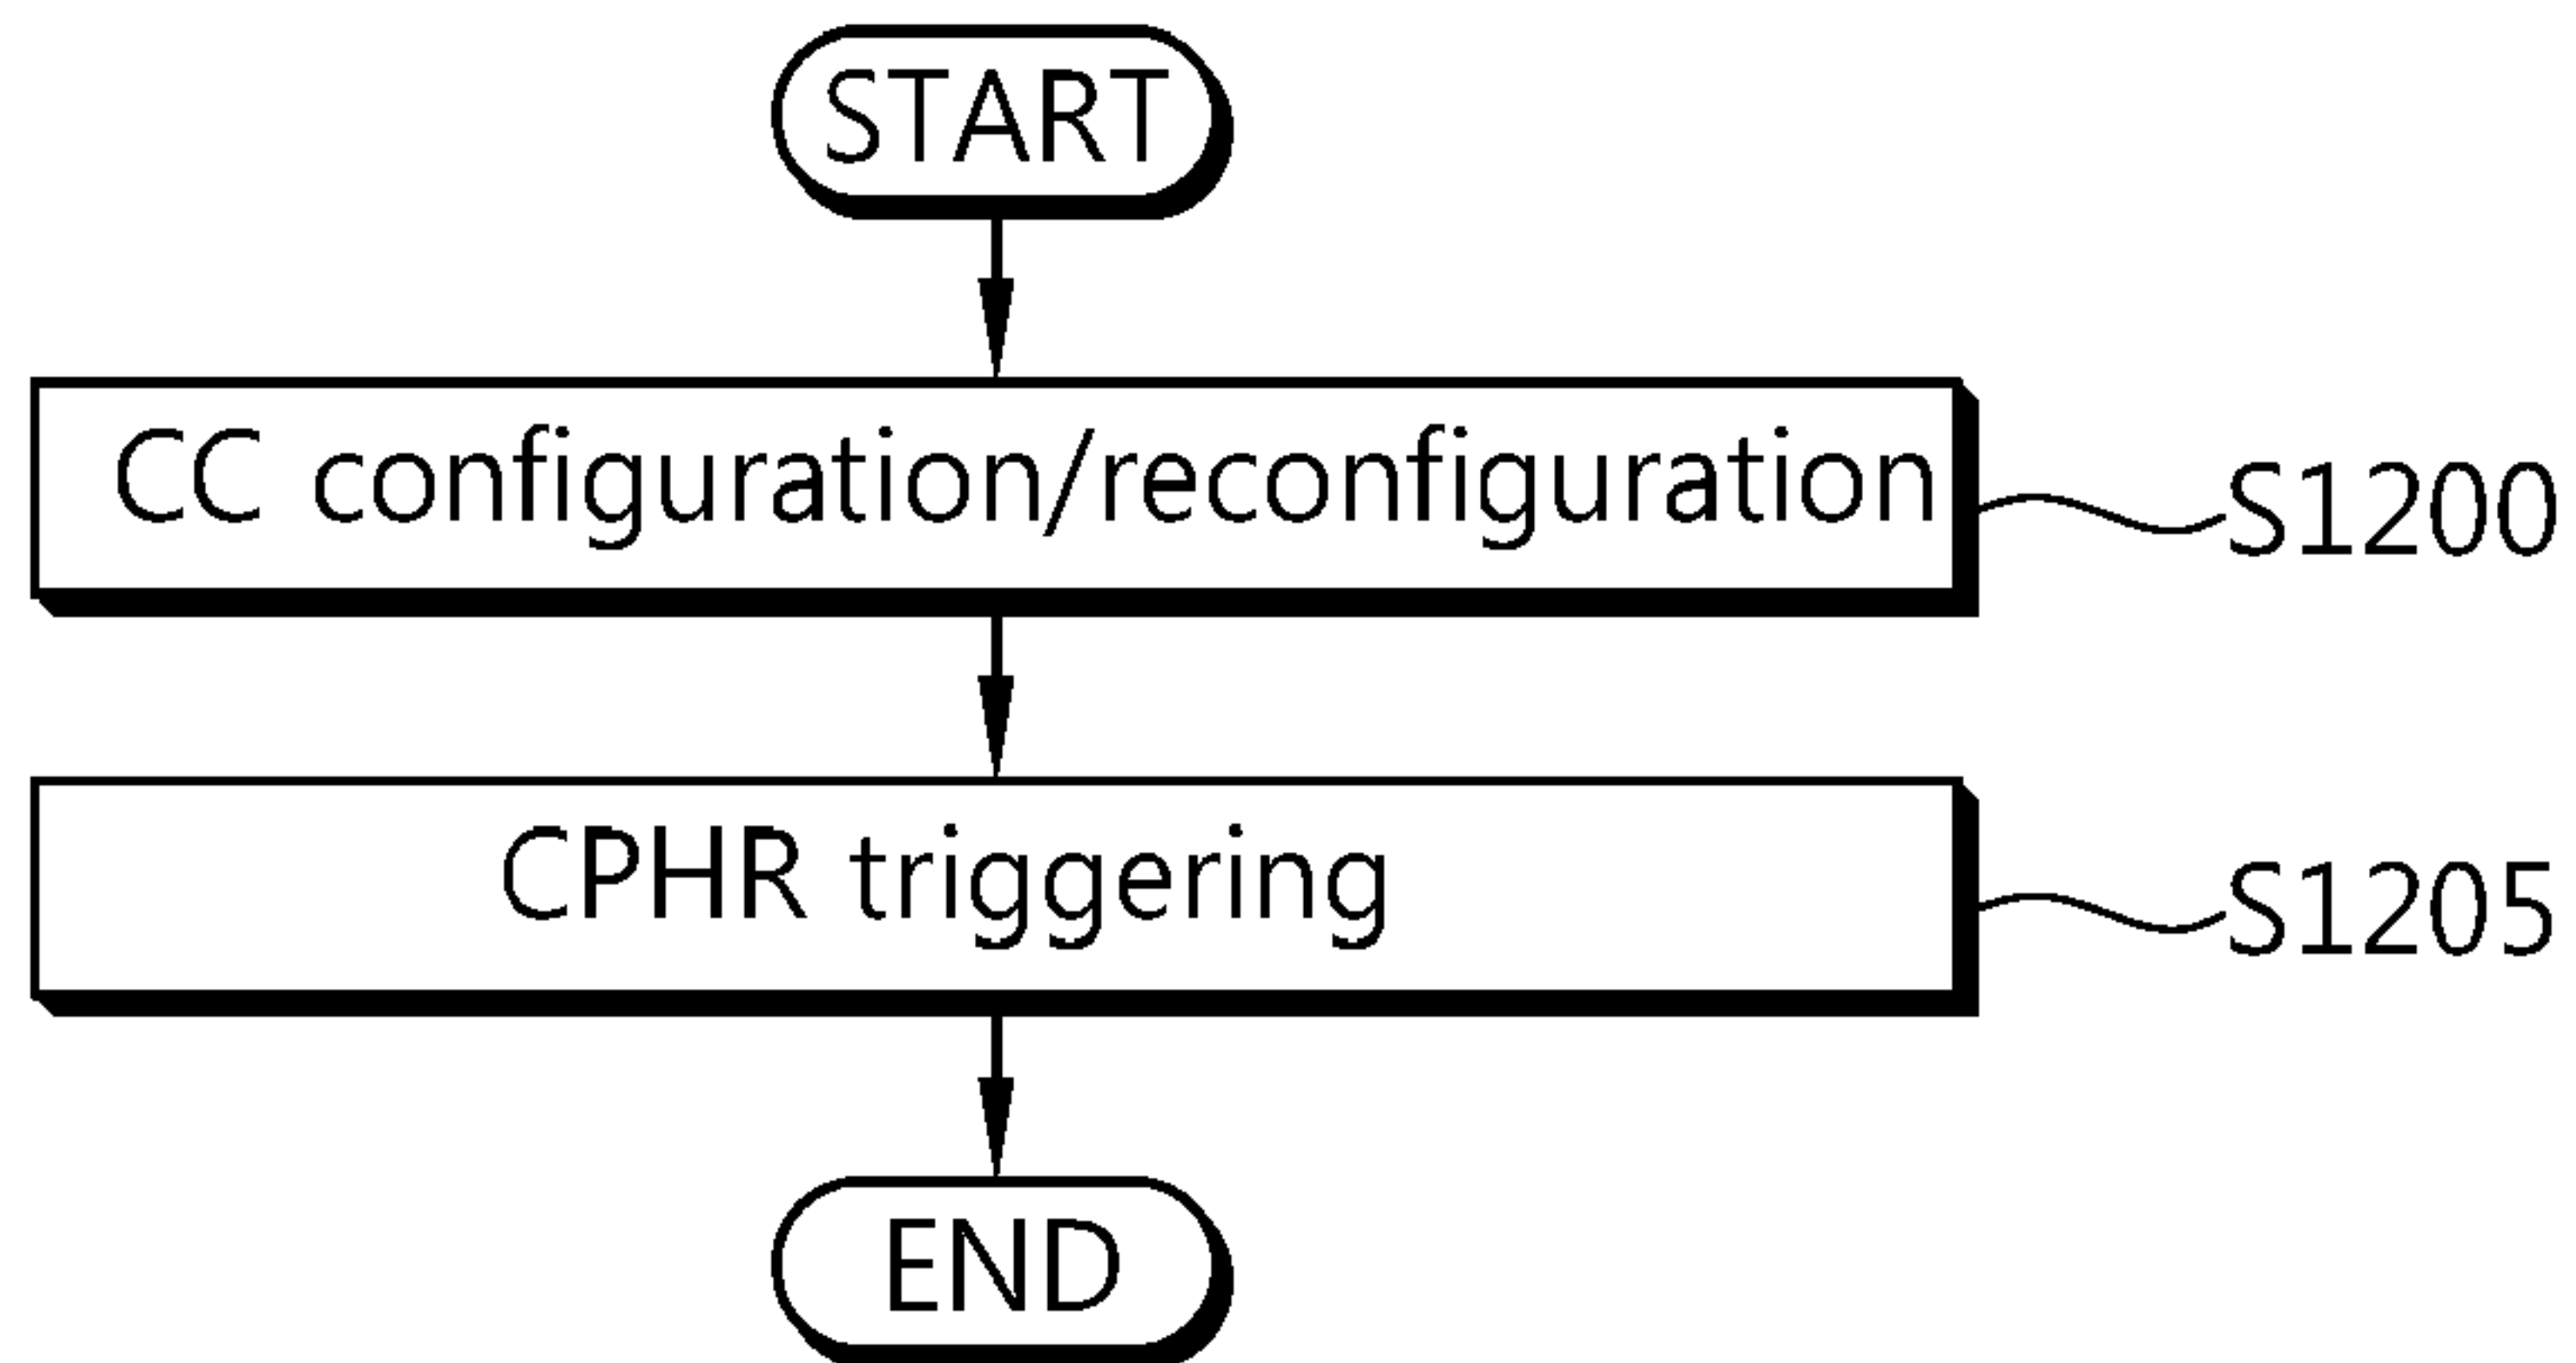 START
CC configuration/reconfiguration
S1200
CPHR triggering
S1205
END